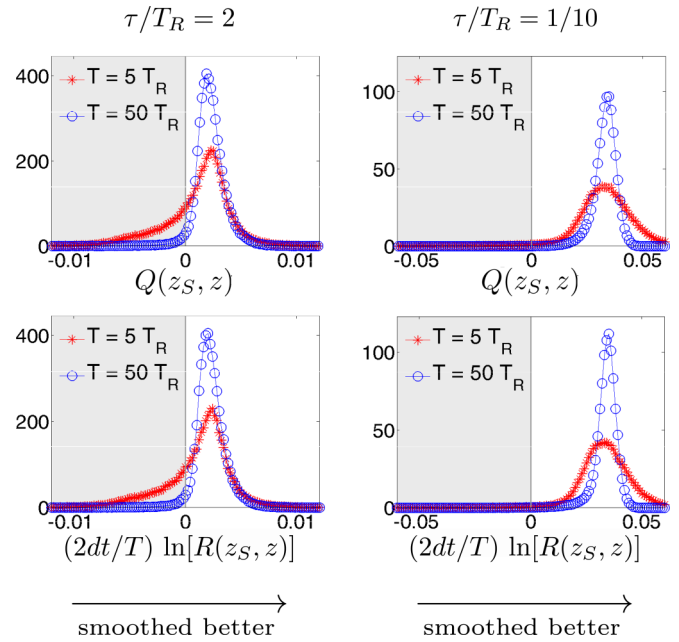 τ/T_R = 2
τ/T_R = 1/10
400
200
0
T = 5 T_R
T = 50 T_R
-0.01
0
0.01
Q(z_S, z)
100
50
0
T = 5 T_R
T = 50 T_R
-0.05
0
0.05
Q(z_S, z)
400
200
0
T = 5 T_R
T = 50 T_R
-0.01
0
0.01
(2dt/T) ln[R(z_S, z)]
100
50
0
T = 5 T_R
T = 50 T_R
-0.05
0
0.05
(2dt/T) ln[R(z_S, z)]
smoothed better
smoothed better